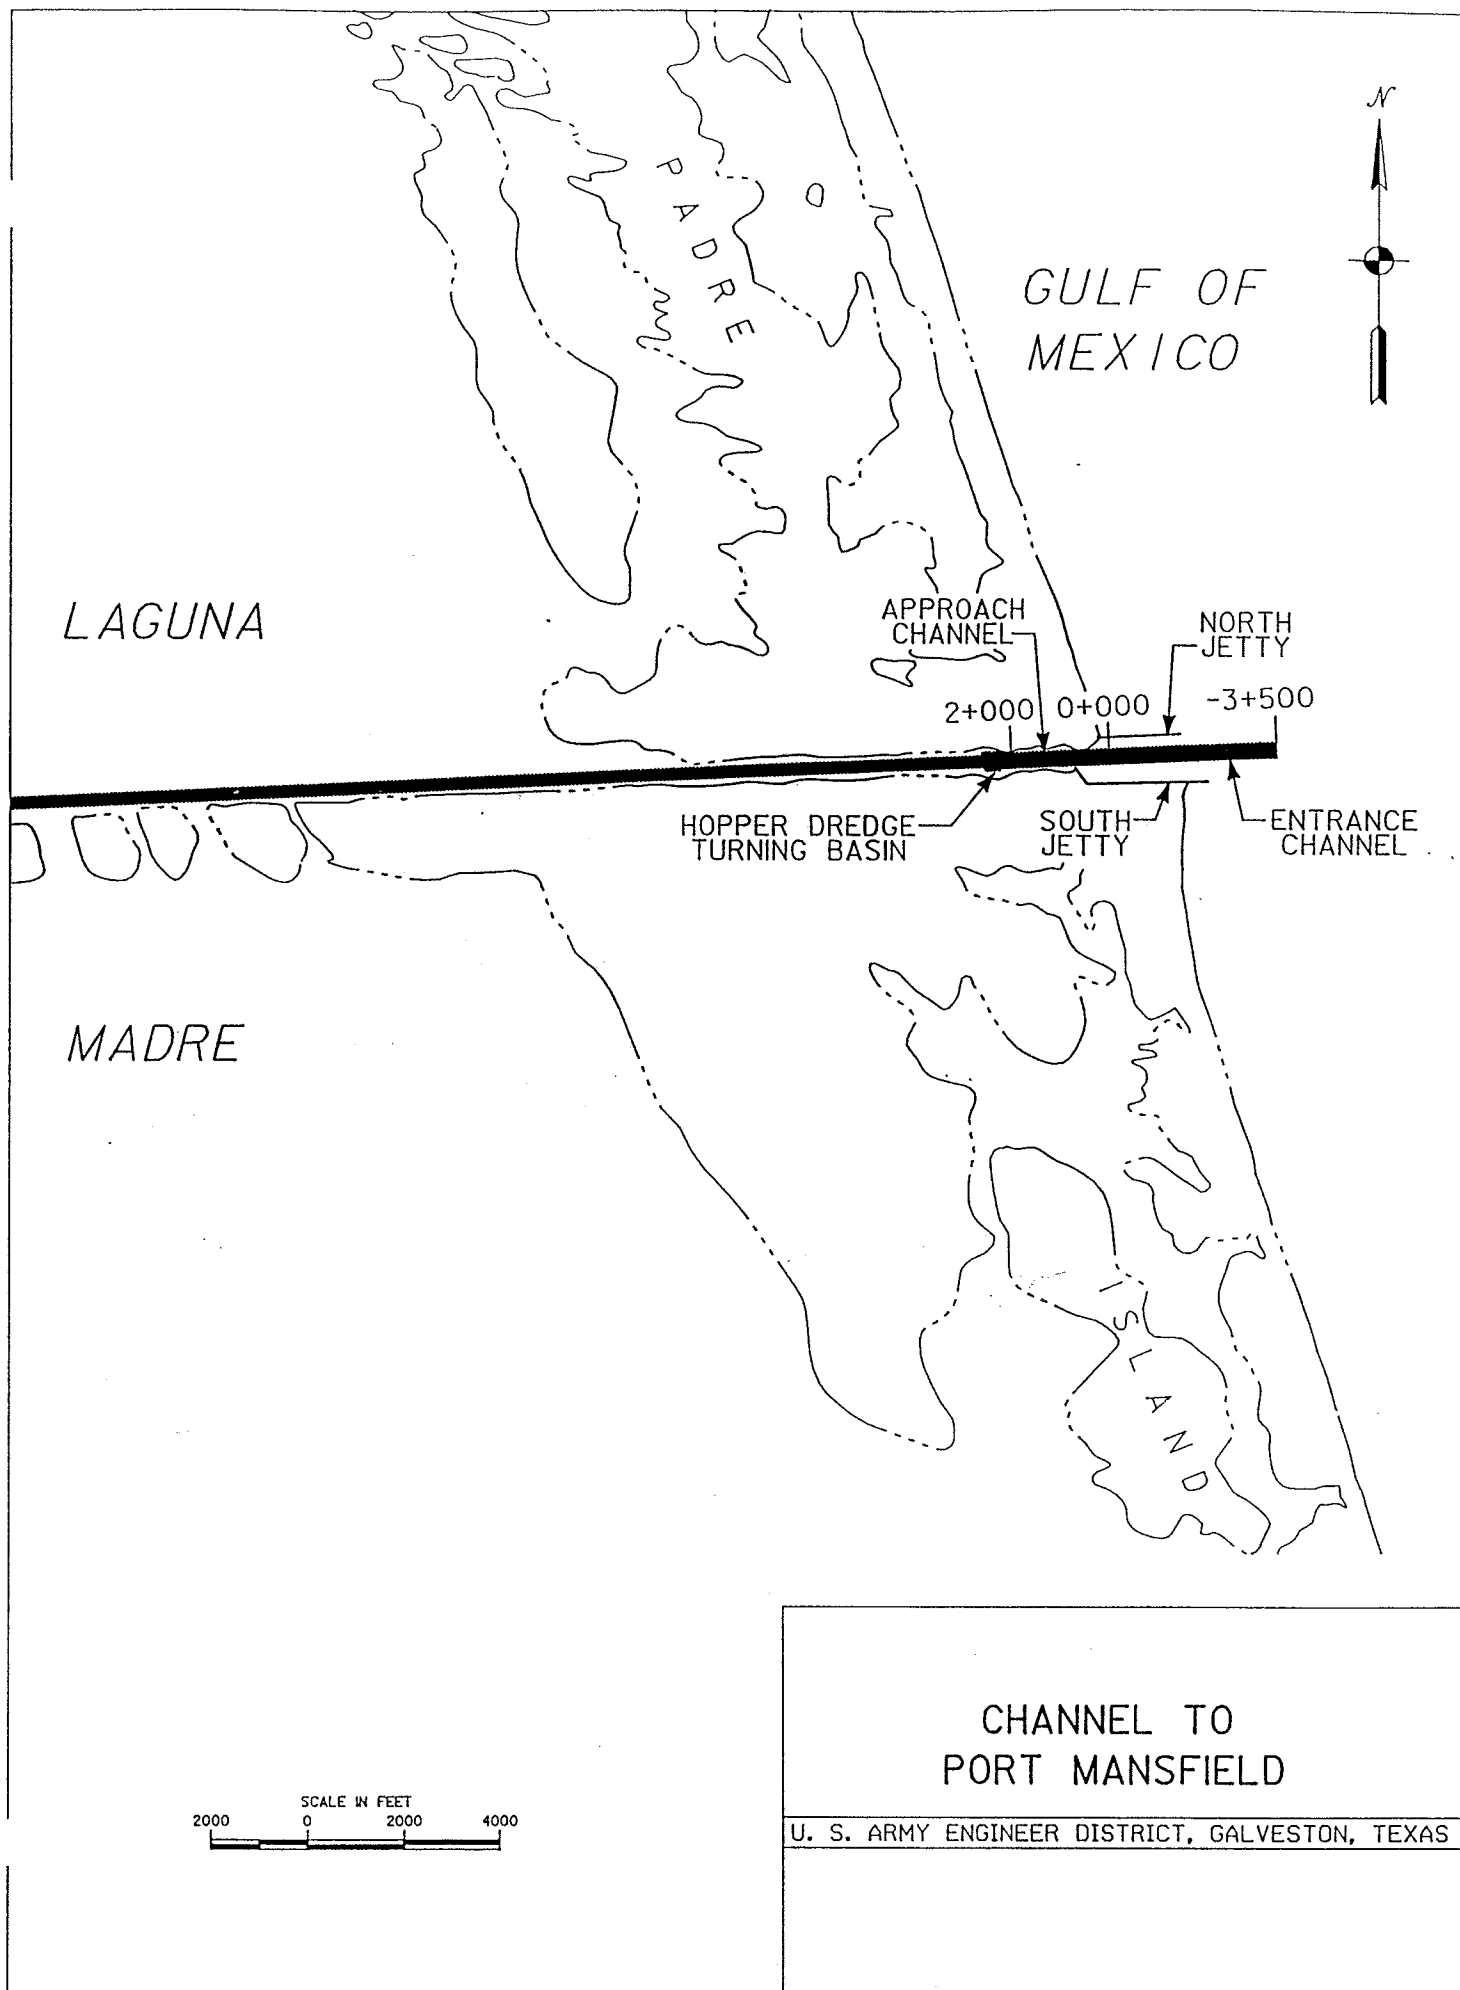 N
PADRE
GULF OF
MEXICO
LAGUNA
APPROACH
CHANNEL
NORTH
JETTY
2+000
0+000
-3+500
HOPPER DREDGE
TURNING BASIN
SOUTH
JETTY
ENTRANCE
CHANNEL
MADRE
ISLAND
CHANNEL TO
PORT MANSFIELD
SCALE IN FEET
2000 0 2000 4000
U. S. ARMY ENGINEER DISTRICT, GALVESTON, TEXAS